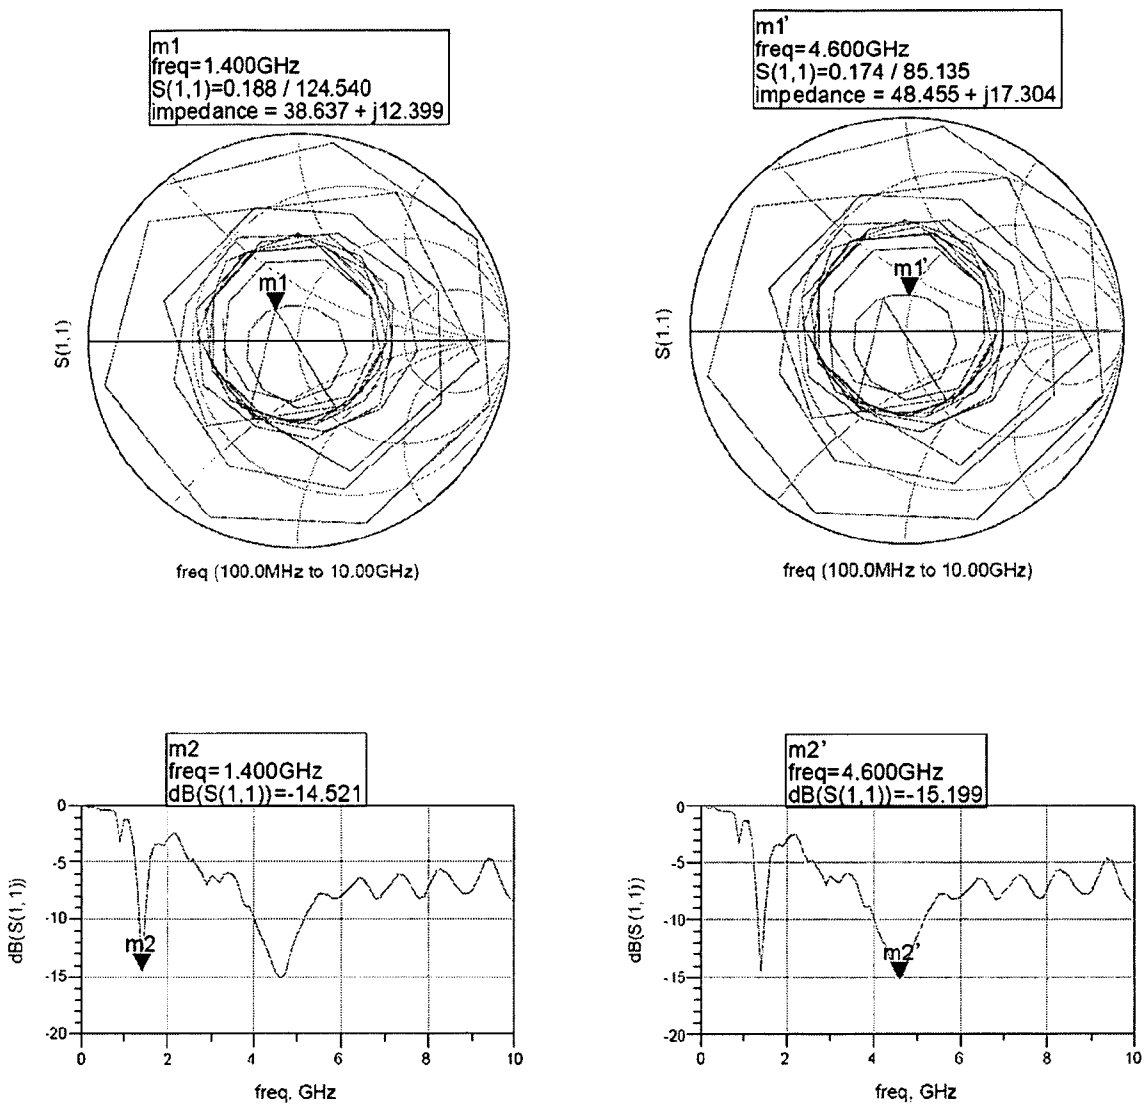 m1
freq=1.400GHz
S(1,1)=0.188 / 124.540
impedance = 38.637 + j12.399
m1
S(1,1)
freq (100.0MHz to 10.00GHz)
m1'
freq=4.600GHz
S(1,1)=0.174 / 85.135
impedance = 48.455 + j17.304
m1'
S(1,1)
freq (100.0MHz to 10.00GHz)
m2
freq=1.400GHz
dB(S(1,1))=-14.521
0
-5
-10
-15
-20
dB(S(1,1))
m2
0 2 4 6 8 10
freq, GHz
m2'
freq=4.600GHz
dB(S(1,1))=-15.199
0
-5
-10
-15
-20
dB(S(1,1))
m2'
0 2 4 6 8 10
freq, GHz